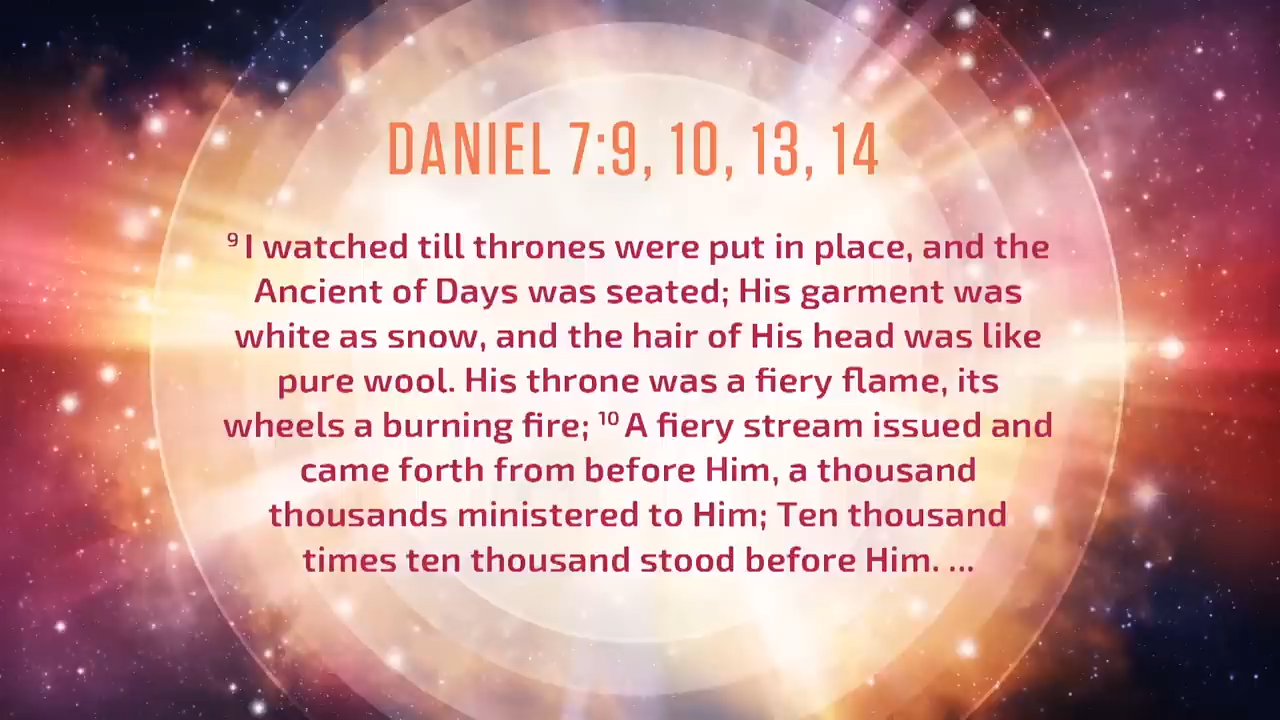 DANIEL 7:9, 10, 13, 14
⁹ I watched till thrones were put in place, and the
Ancient of Days was seated; His garment was
white as snow, and the hair of His head was like
pure wool. His throne was a fiery flame, its
wheels a burning fire; ¹⁰ A fiery stream issued and
came forth from before Him, a thousand
thousands ministered to Him; Ten thousand
times ten thousand stood before Him. ...